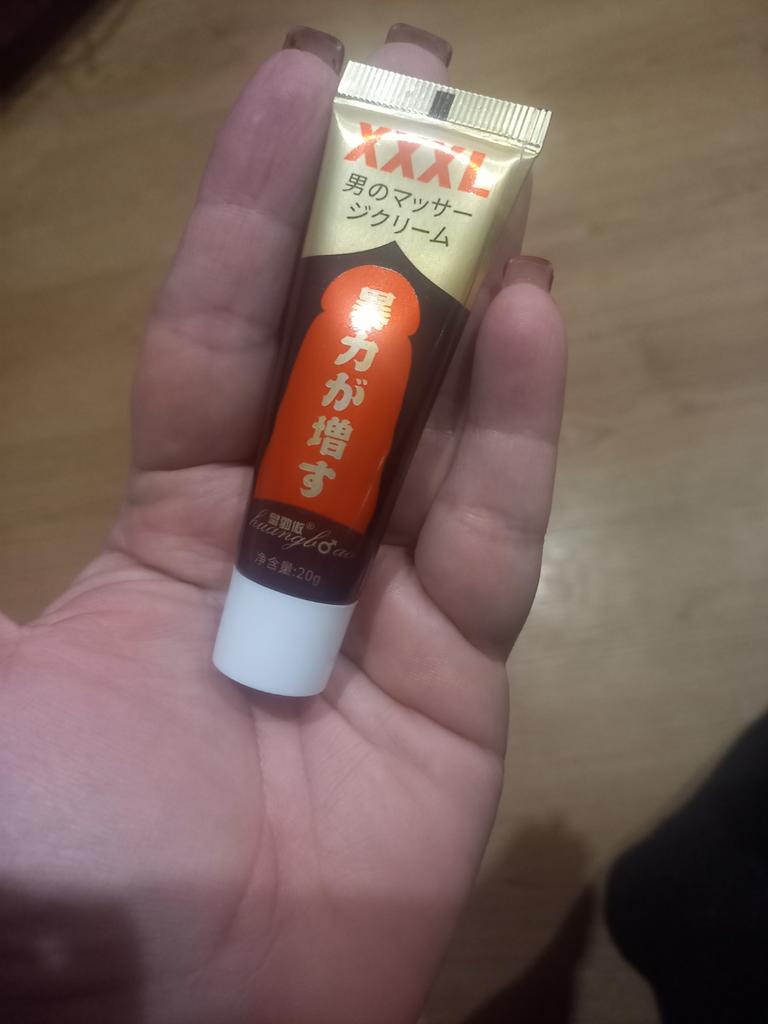 XXXL
男のマッサー
ジクリーム
力が増す
净含量:20g